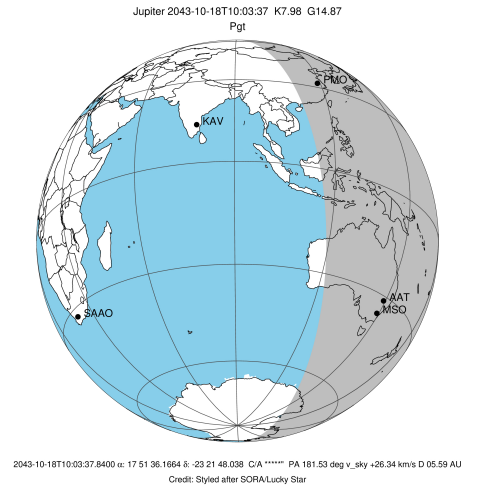 Jupiter 2043-10-18T10:03:37 K7.98 G14.87
Pgt
PMO
KAV
SAAO
AAT
MSO
2043-10-18T10:03:37.8400 α: 17 51 36.1664 δ: -23 21 48.038 C/A *****" PA 181.53 deg v_sky +26.34 km/s D 05.59 AU
Credit: Styled after SORA/Lucky Star